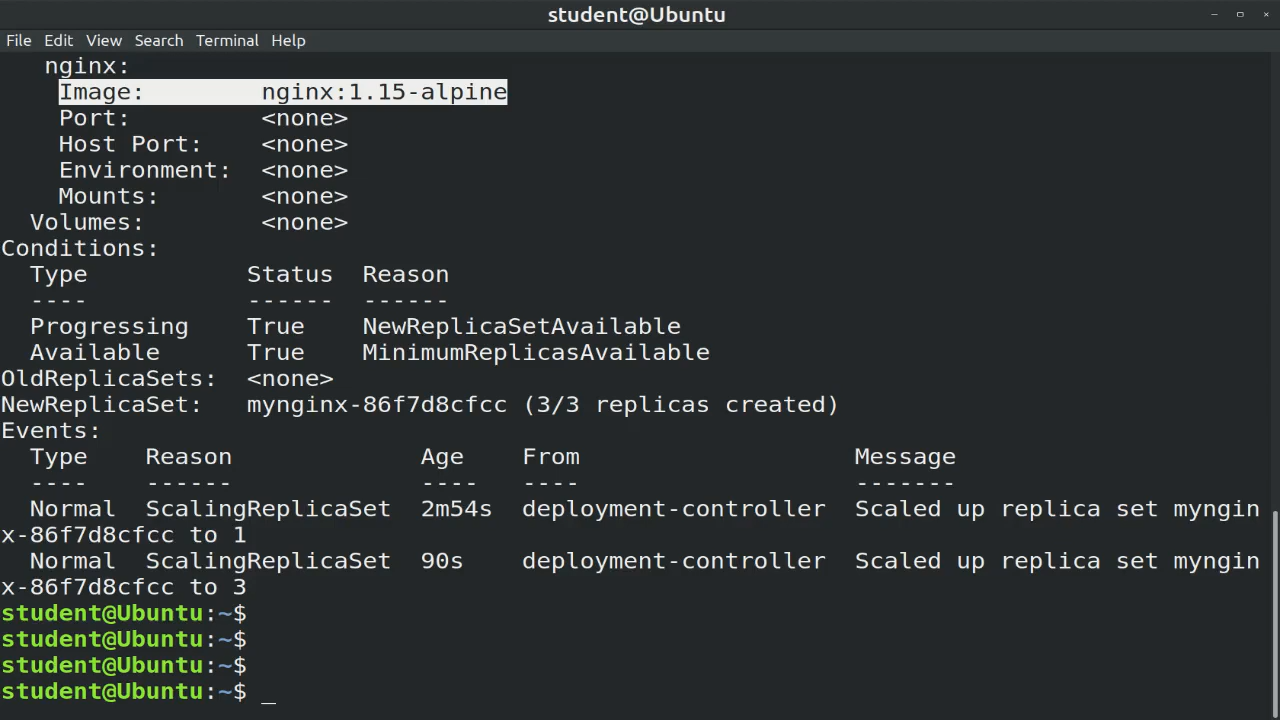 student@Ubuntu
File Edit View Search Terminal Help
nginx:
Image: nginx:1.15-alpine
Port: <none>
Host Port: <none>
Environment: <none>
Mounts: <none>
Volumes: <none>
Conditions:
Type Status Reason
---- ------ ------
Progressing True NewReplicaSetAvailable
Available True MinimumReplicasAvailable
OldReplicaSets: <none>
NewReplicaSet: mynginx-86f7d8cfcc (3/3 replicas created)
Events:
Type Reason Age From Message
---- ------ ---- ---- -------
Normal ScalingReplicaSet 2m54s deployment-controller Scaled up replica set myngin
x-86f7d8cfcc to 1
Normal ScalingReplicaSet 90s deployment-controller Scaled up replica set myngin
x-86f7d8cfcc to 3
student@Ubuntu:~$
student@Ubuntu:~$
student@Ubuntu:~$
student@Ubuntu:~$ _